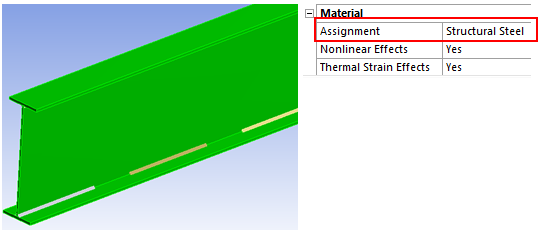 Material
Assignment Structural Steel
Nonlinear Effects Yes
Thermal Strain Effects Yes